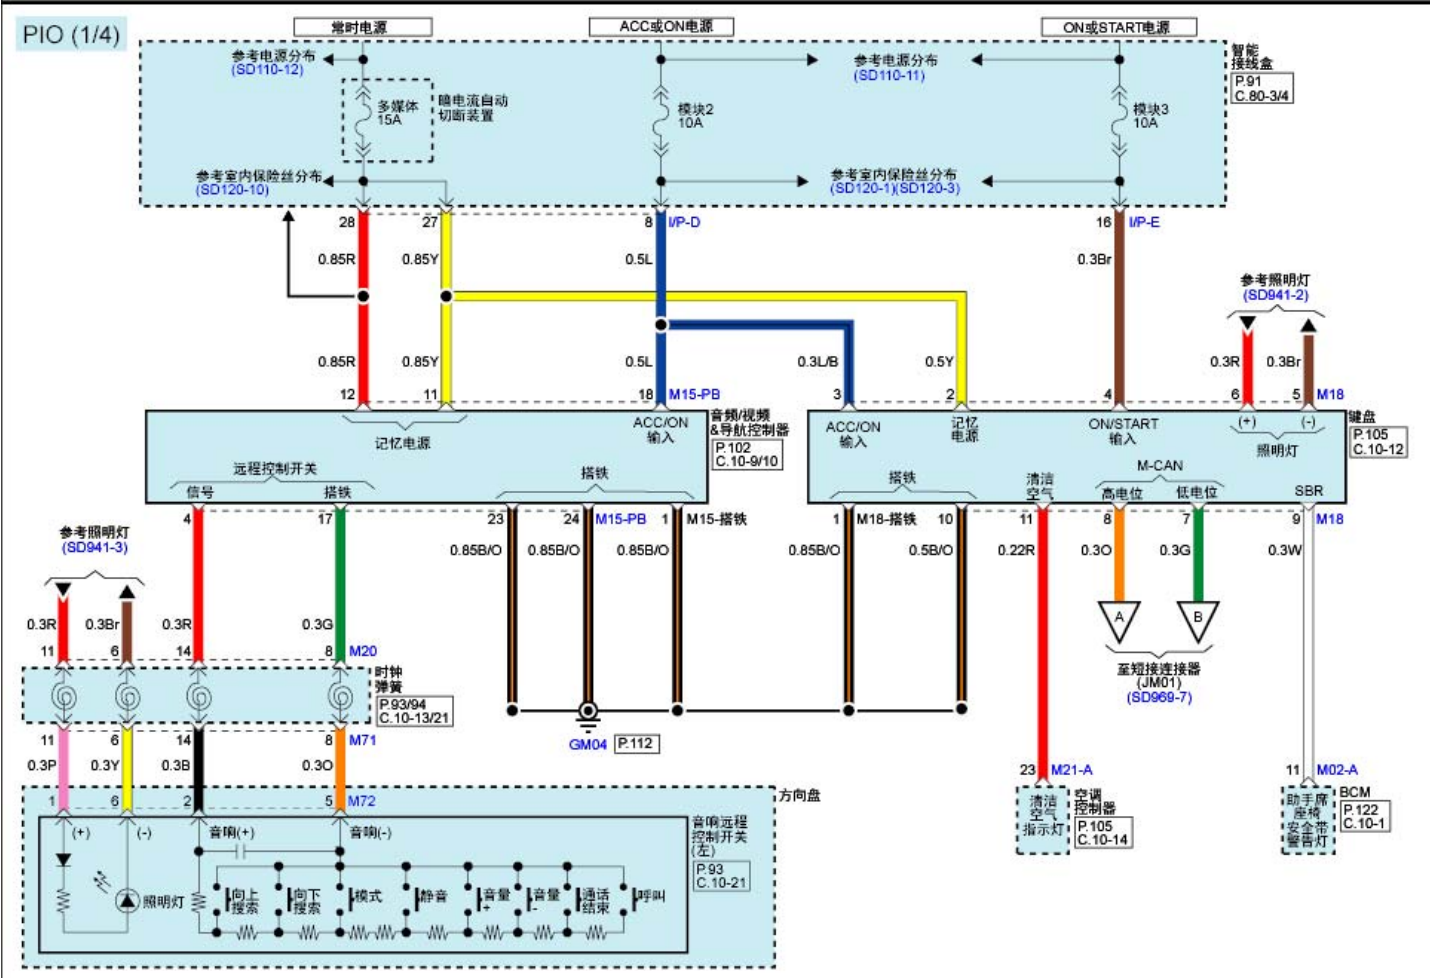 PIO (1/4)
常时电源
ACC或ON电源
ON或START电源
参考电源分布
(SD110-12)
参考电源分布
(SD110-11)
智能
接线盒
P.91
C.80-3/4
多媒体
15A
暗电流自动
切断装置
模块2
10A
模块3
10A
参考室内保险丝分布
(SD120-10)
参考室内保险丝分布
(SD120-1)(SD120-3)
28
27
8
I/P-D
16
I/P-E
0.85R
0.85Y
0.5L
0.3Br
参考照明灯
(SD941-2)
0.85R
0.85Y
0.5L
0.3L/B
0.5Y
0.3R
0.3Br
12
11
18
M15-PB
3
2
4
6
5
M18
记忆电源
ACC/ON
输入
音频/视频
&导航控制器
P.102
C.10-9/10
ACC/ON
输入
记忆
电源
ON/START
输入
(+)
(-)
照明灯
键盘
P.105
C.10-12
远程控制开关
信号
搭铁
搭铁
搭铁
清洁
空气
M-CAN
高电位
低电位
SBR
4
17
23
24
M15-PB
1
M15-搭铁
1
M18-搭铁
10
11
8
7
9
M18
参考照明灯
(SD941-3)
0.85B/O
0.85B/O
0.85B/O
0.85B/O
0.5B/O
0.22R
0.3O
0.3G
0.3W
0.3R
0.3Br
0.3R
0.3G
A
B
11
6
14
8
M20
至短接连接器
(JM01)
(SD969-7)
时钟
弹簧
P.93/94
C.10-13/21
11
6
14
8
M71
GM04
P.112
0.3P
0.3Y
0.3B
0.3O
23
M21-A
11
M02-A
1
6
2
5
M72
方向盘
清洁
空气
指示灯
空调
控制器
P.105
C.10-14
助手席
座椅
安全带
警告灯
BCM
P.122
C.10-1
(+)
(-)
音响(+)
音响(-)
音响远程
控制开关
(左)
P.93
C.10-21
照明灯
向上
搜索
向下
搜索
模式
静音
音量
+
音量
-
通话
结束
呼叫